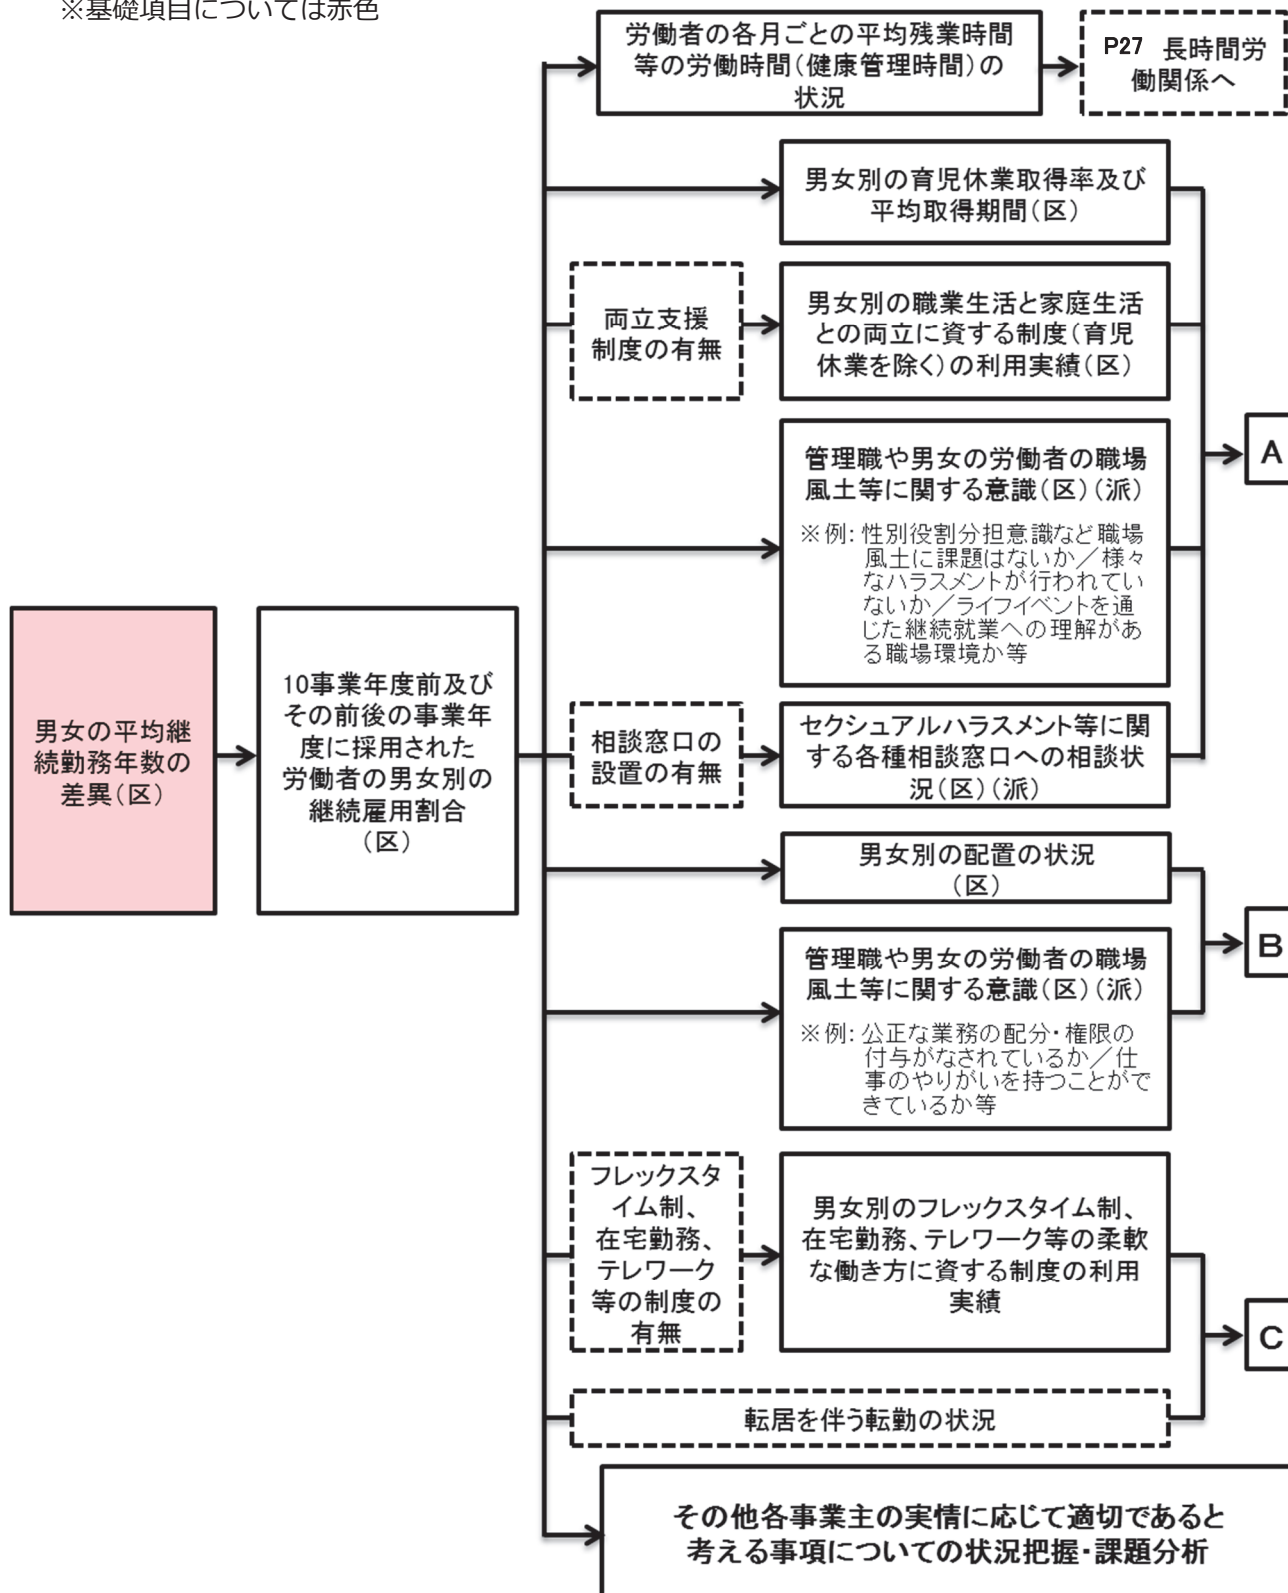 ※基礎項目については赤色
労働者の各月ごとの平均残業時間
等の労働時間(健康管理時間)の
状況
P27 長時間労
働関係へ
男女別の育児休業取得率及び
平均取得期間(区)
両立支援
制度の有無
男女別の職業生活と家庭生活
との両立に資する制度(育児
休業を除く)の利用実績(区)
管理職や男女の労働者の職場
風土等に関する意識(区)(派)
※例: 性別役割分担意識など職場
風土に課題はないか/様々
なハラスメントが行われてい
ないか/ライフイベントを通
じた継続就業への理解があ
る職場環境か等
A
男女の平均継
続勤務年数の
差異(区)
10事業年度前及び
その前後の事業年
度に採用された
労働者の男女別の
継続雇用割合
(区)
相談窓口の
設置の有無
セクシュアルハラスメント等に関
する各種相談窓口への相談状
況(区)(派)
男女別の配置の状況
(区)
管理職や男女の労働者の職場
風土等に関する意識(区)(派)
※例: 公正な業務の配分・権限の
付与がなされているか/仕
事のやりがいを持つことがで
きているか等
B
フレックスタ
イム制、
在宅勤務、
テレワーク
等の制度の
有無
男女別のフレックスタイム制、
在宅勤務、テレワーク等の柔軟
な働き方に資する制度の利用
実績
C
転居を伴う転勤の状況
その他各事業主の実情に応じて適切であると
考える事項についての状況把握・課題分析